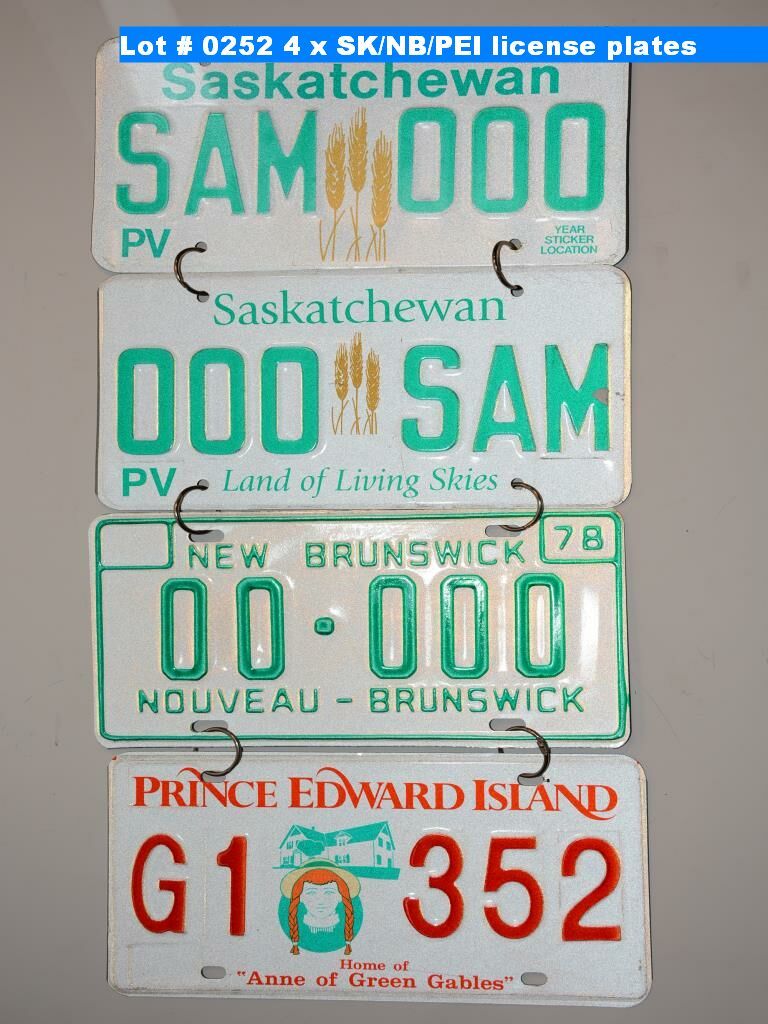 Lot # 0252 4 x SK/NB/PEI license plates
Saskatchewan
SAM 000
PV
YEAR
STICKER
LOCATION
Saskatchewan
000 SAM
PV Land of Living Skies
78
NEW BRUNSWICK
00·000
NOUVEAU - BRUNSWICK
PRINCE EDWARD ISLAND
G1 352
Home of
"Anne of Green Gables"